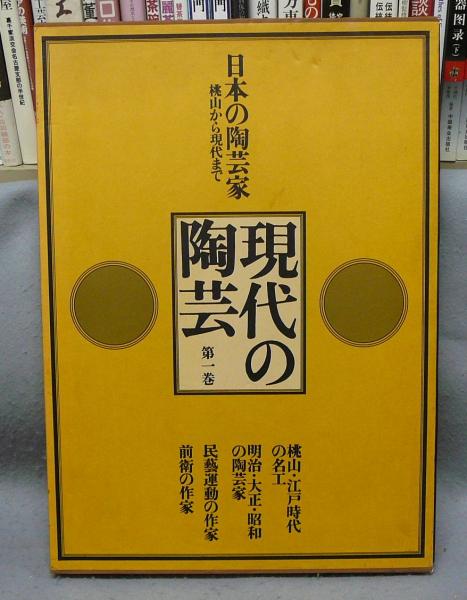 日本の陶芸家
桃山から現代まで
現代の
陶芸
第一巻
桃山・江戸時代
の名工
明治・大正・昭和
の陶芸家
民藝運動の作家
前衛の作家